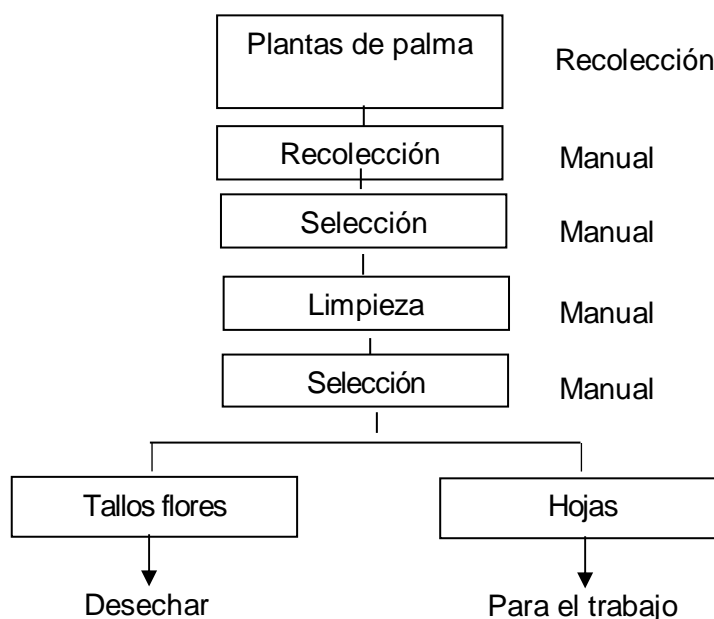 Plantas de palma
Recolección
Recolección
Manual
Selección
Manual
Limpieza
Manual
Selección
Manual
Tallos flores
Hojas
Desechar
Para el trabajo